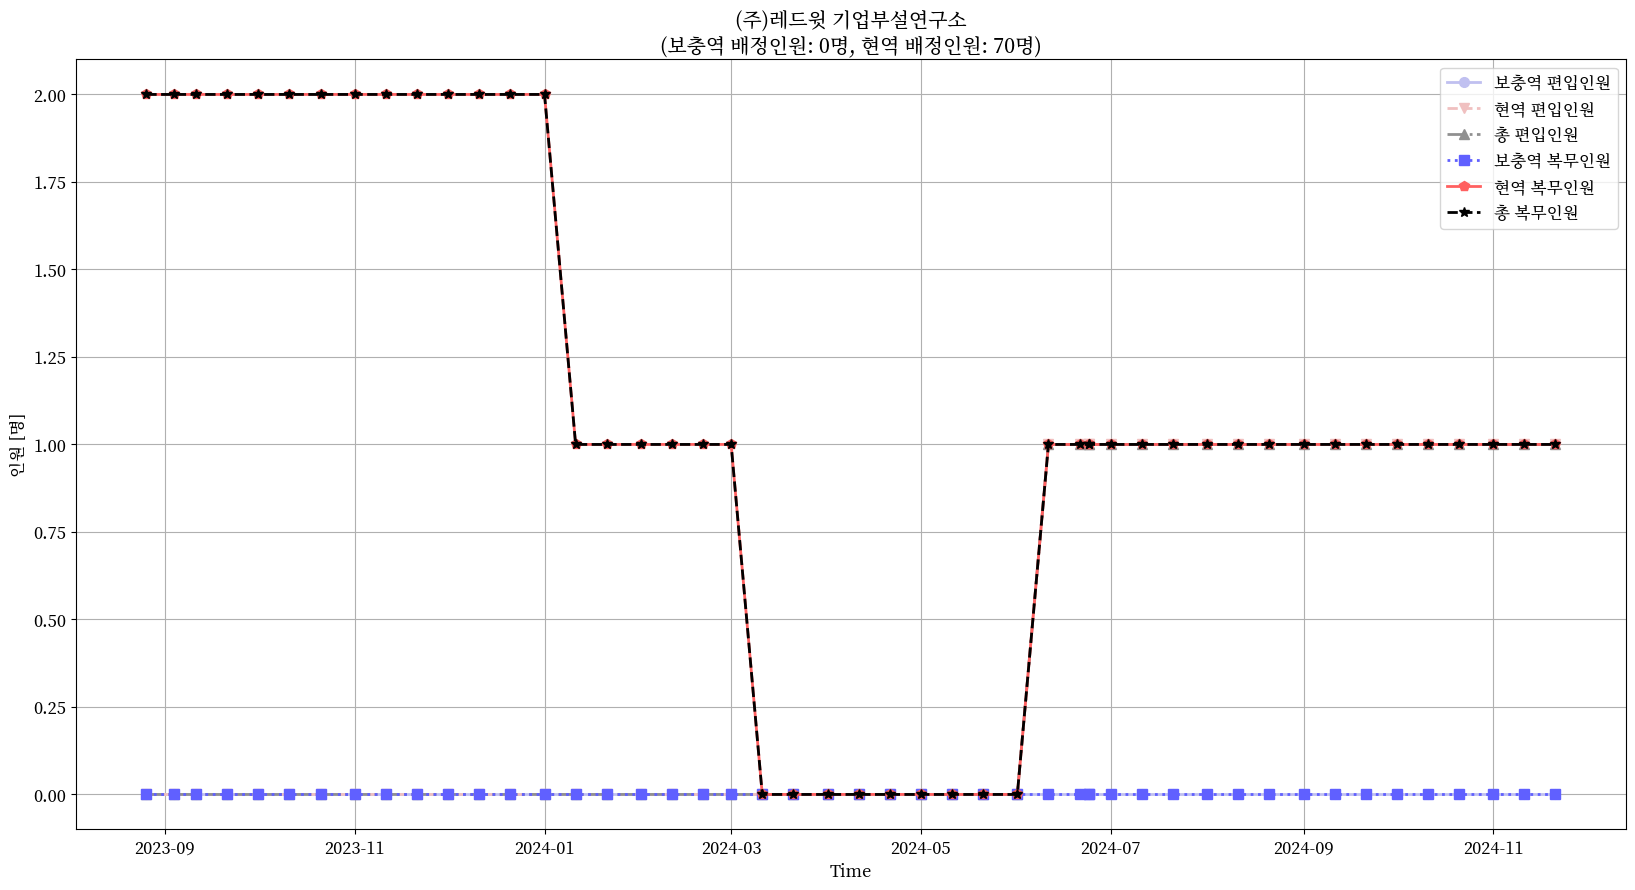 (주)레드윗 기업부설연구소
(보충역 배정인원: 0명, 현역 배정인원: 70명)
보충역 편입인원
현역 편입인원
총 편입인원
보충역 복무인원
현역 복무인원
총 복무인원
인원 [명]
2.00
1.75
1.50
1.25
1.00
0.75
0.50
0.25
0.00
2023-09 2023-11 2024-01 2024-03 2024-05 2024-07 2024-09 2024-11
Time